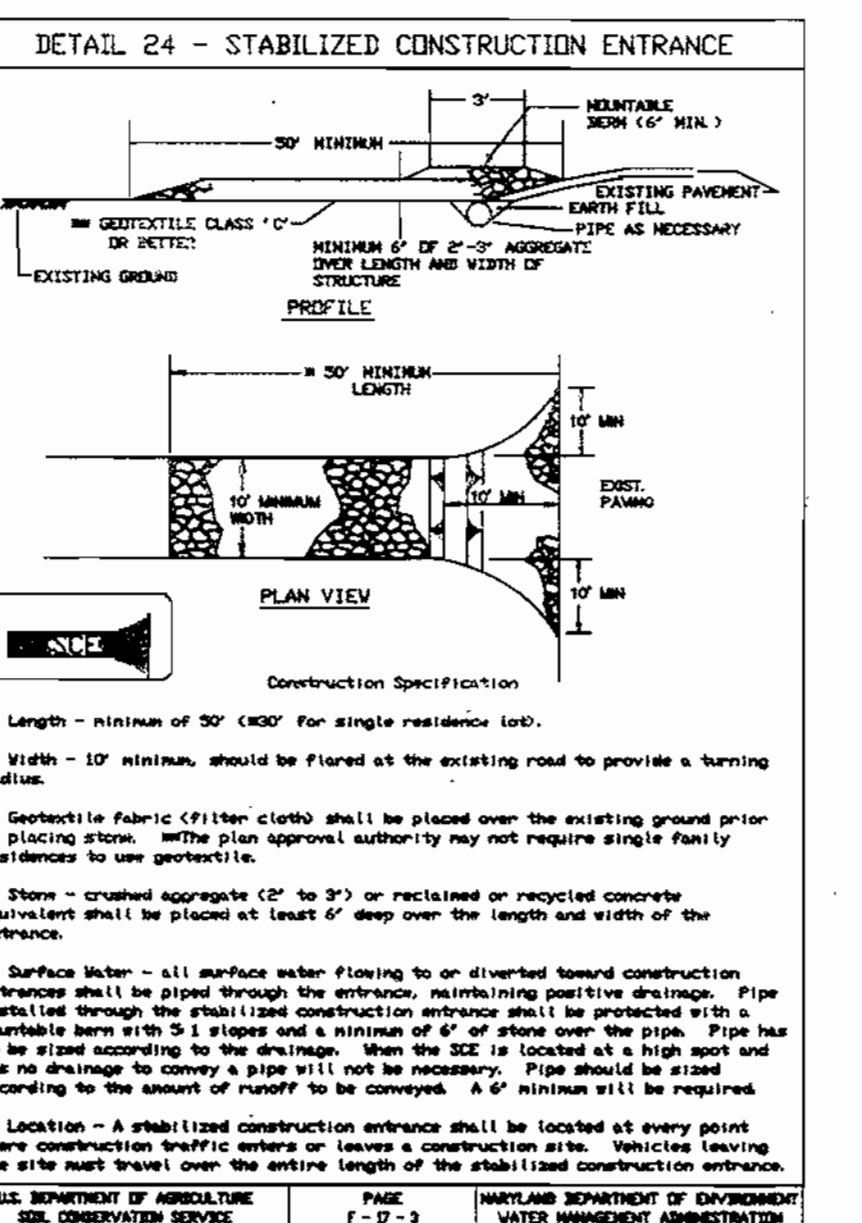 DETAIL 24 - STABILIZED CONSTRUCTION ENTRANCE
3'
MOUNTABLE
BERM (6" MIN.)
50' MINIMUM
EXISTING PAVEMENT
** GEOTEXTILE CLASS 'C'
OR BETTER
EARTH FILL
PIPE AS NECESSARY
MINIMUM 6" OF 2"-3" AGGREGATE
OVER LENGTH AND WIDTH OF
STRUCTURE
EXISTING GROUND
PROFILE
* 50' MINIMUM
LENGTH
10' MIN
10' MINIMUM
WIDTH
10' MIN
EXIST.
PAVING
10' MIN
PLAN VIEW
SCE
Construction Specification
Length - minimum of 50' (*30' for single residence lot).
Width - 10' minimum, should be flared at the existing road to provide a turning
dius.
Geotextile fabric (filter cloth) shall be placed over the existing ground prior
placing stone. **The plan approval authority may not require single family
sidences to use geotextile.
Stone - crushed aggregate (2" to 3") or reclaimed or recycled concrete
uivalent shall be placed at least 6" deep over the length and width of the
trance.
Surface Water - all surface water flowing to or diverted toward construction
trances shall be piped through the entrance, maintaining positive drainage. Pipe
stalled through the stabilized construction entrance shall be protected with a
untable berm with 5:1 slopes and a minimum of 6" of stone over the pipe. Pipe has
be sized according to the drainage. When the SCE is located at a high spot and
s no drainage to convey a pipe will not be necessary. Pipe should be sized
cording to the amount of runoff to be conveyed. A 6" minimum will be required.
Location - A stabilized construction entrance shall be located at every point
ere construction traffic enters or leaves a construction site. Vehicles leaving
e site must travel over the entire length of the stabilized construction entrance.
U.S. DEPARTMENT OF AGRICULTURE
SOIL CONSERVATION SERVICE
PAGE
F - 17 - 3
MARYLAND DEPARTMENT OF ENVIRONMENT
WATER MANAGEMENT ADMINISTRATION